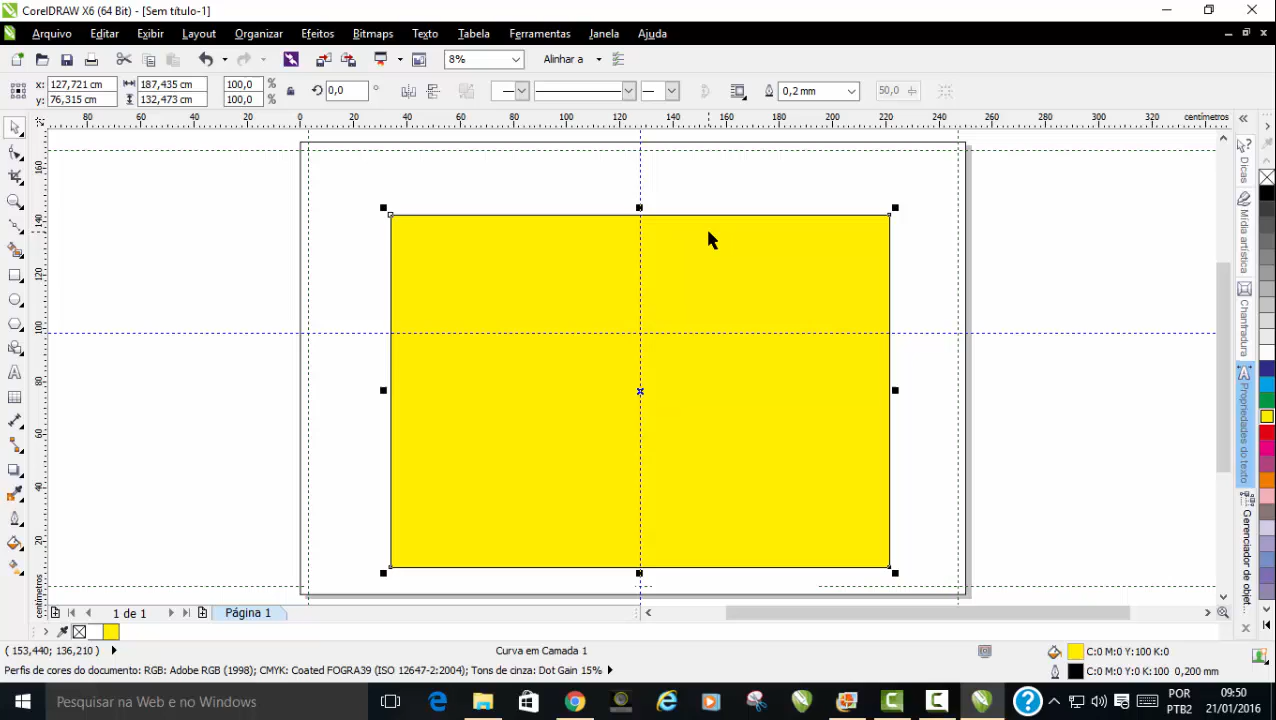 CorelDRAW X6 (64 Bit) - [Sem título-1]
Arquivo Editar Exibir Layout Organizar Efeitos Bitmaps Texto Tabela Ferramentas Janela Ajuda
8% Alinhar a
x: 127,721 cm 187,435 cm 100,0 % 0,0 ° 0,2 mm 50,0
y: 76,315 cm 132,473 cm 100,0 %
80 60 40 20 0 20 40 60 80 100 120 140 160 180 200 220 240 260 280 300 320 centímetros
160
140
120
100
80
60
40
20
centímetros
Dicas
Mídia artística
Chanfradura
Propriedades do texto
Gerenciador de objet
1 de 1 Página 1
( 153,440; 136,210 ) Curva em Camada 1 C:0 M:0 Y:100 K:0
Perfis de cores do documento: RGB: Adobe RGB (1998); CMYK: Coated FOGRA39 (ISO 12647-2:2004); Tons de cinza: Dot Gain 15% C:0 M:0 Y:0 K:100 0,200 mm
Pesquisar na Web e no Windows
POR 09:50
PTB2 21/01/2016